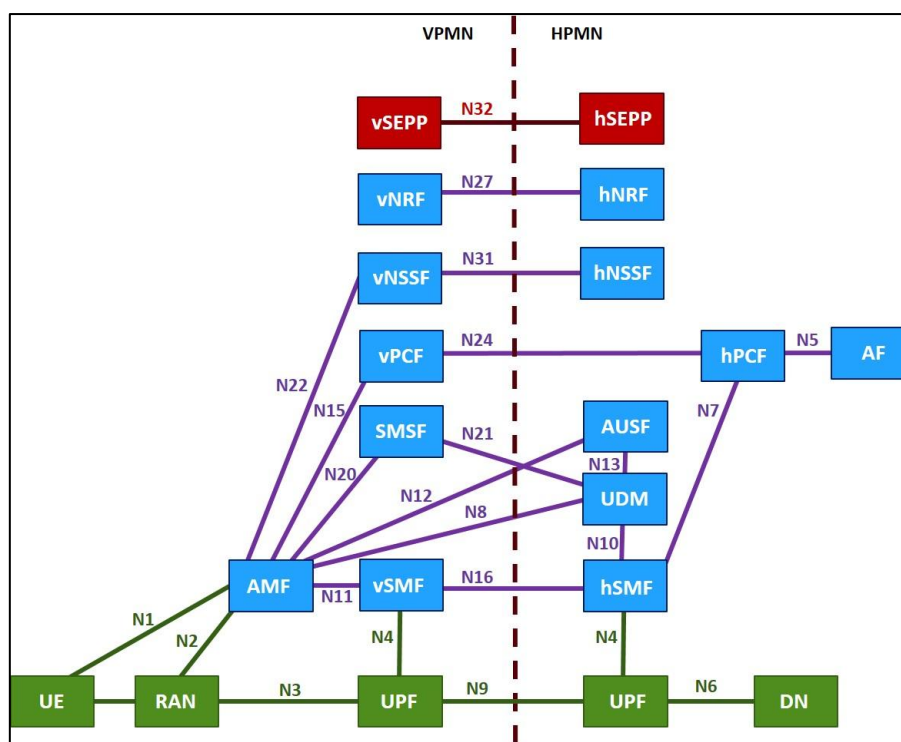 VPMN HPMN
vSEPP N32 hSEPP
vNRF N27 hNRF
vNSSF N31 hNSSF
vPCF N24 hPCF N5 AF
N22 N15 N7
SMSF N21 AUSF
N20 N12 N13
N8 UDM
N10
AMF N11 vSMF N16 hSMF
N1 N2 N4 N4
UE RAN N3 UPF N9 UPF N6 DN